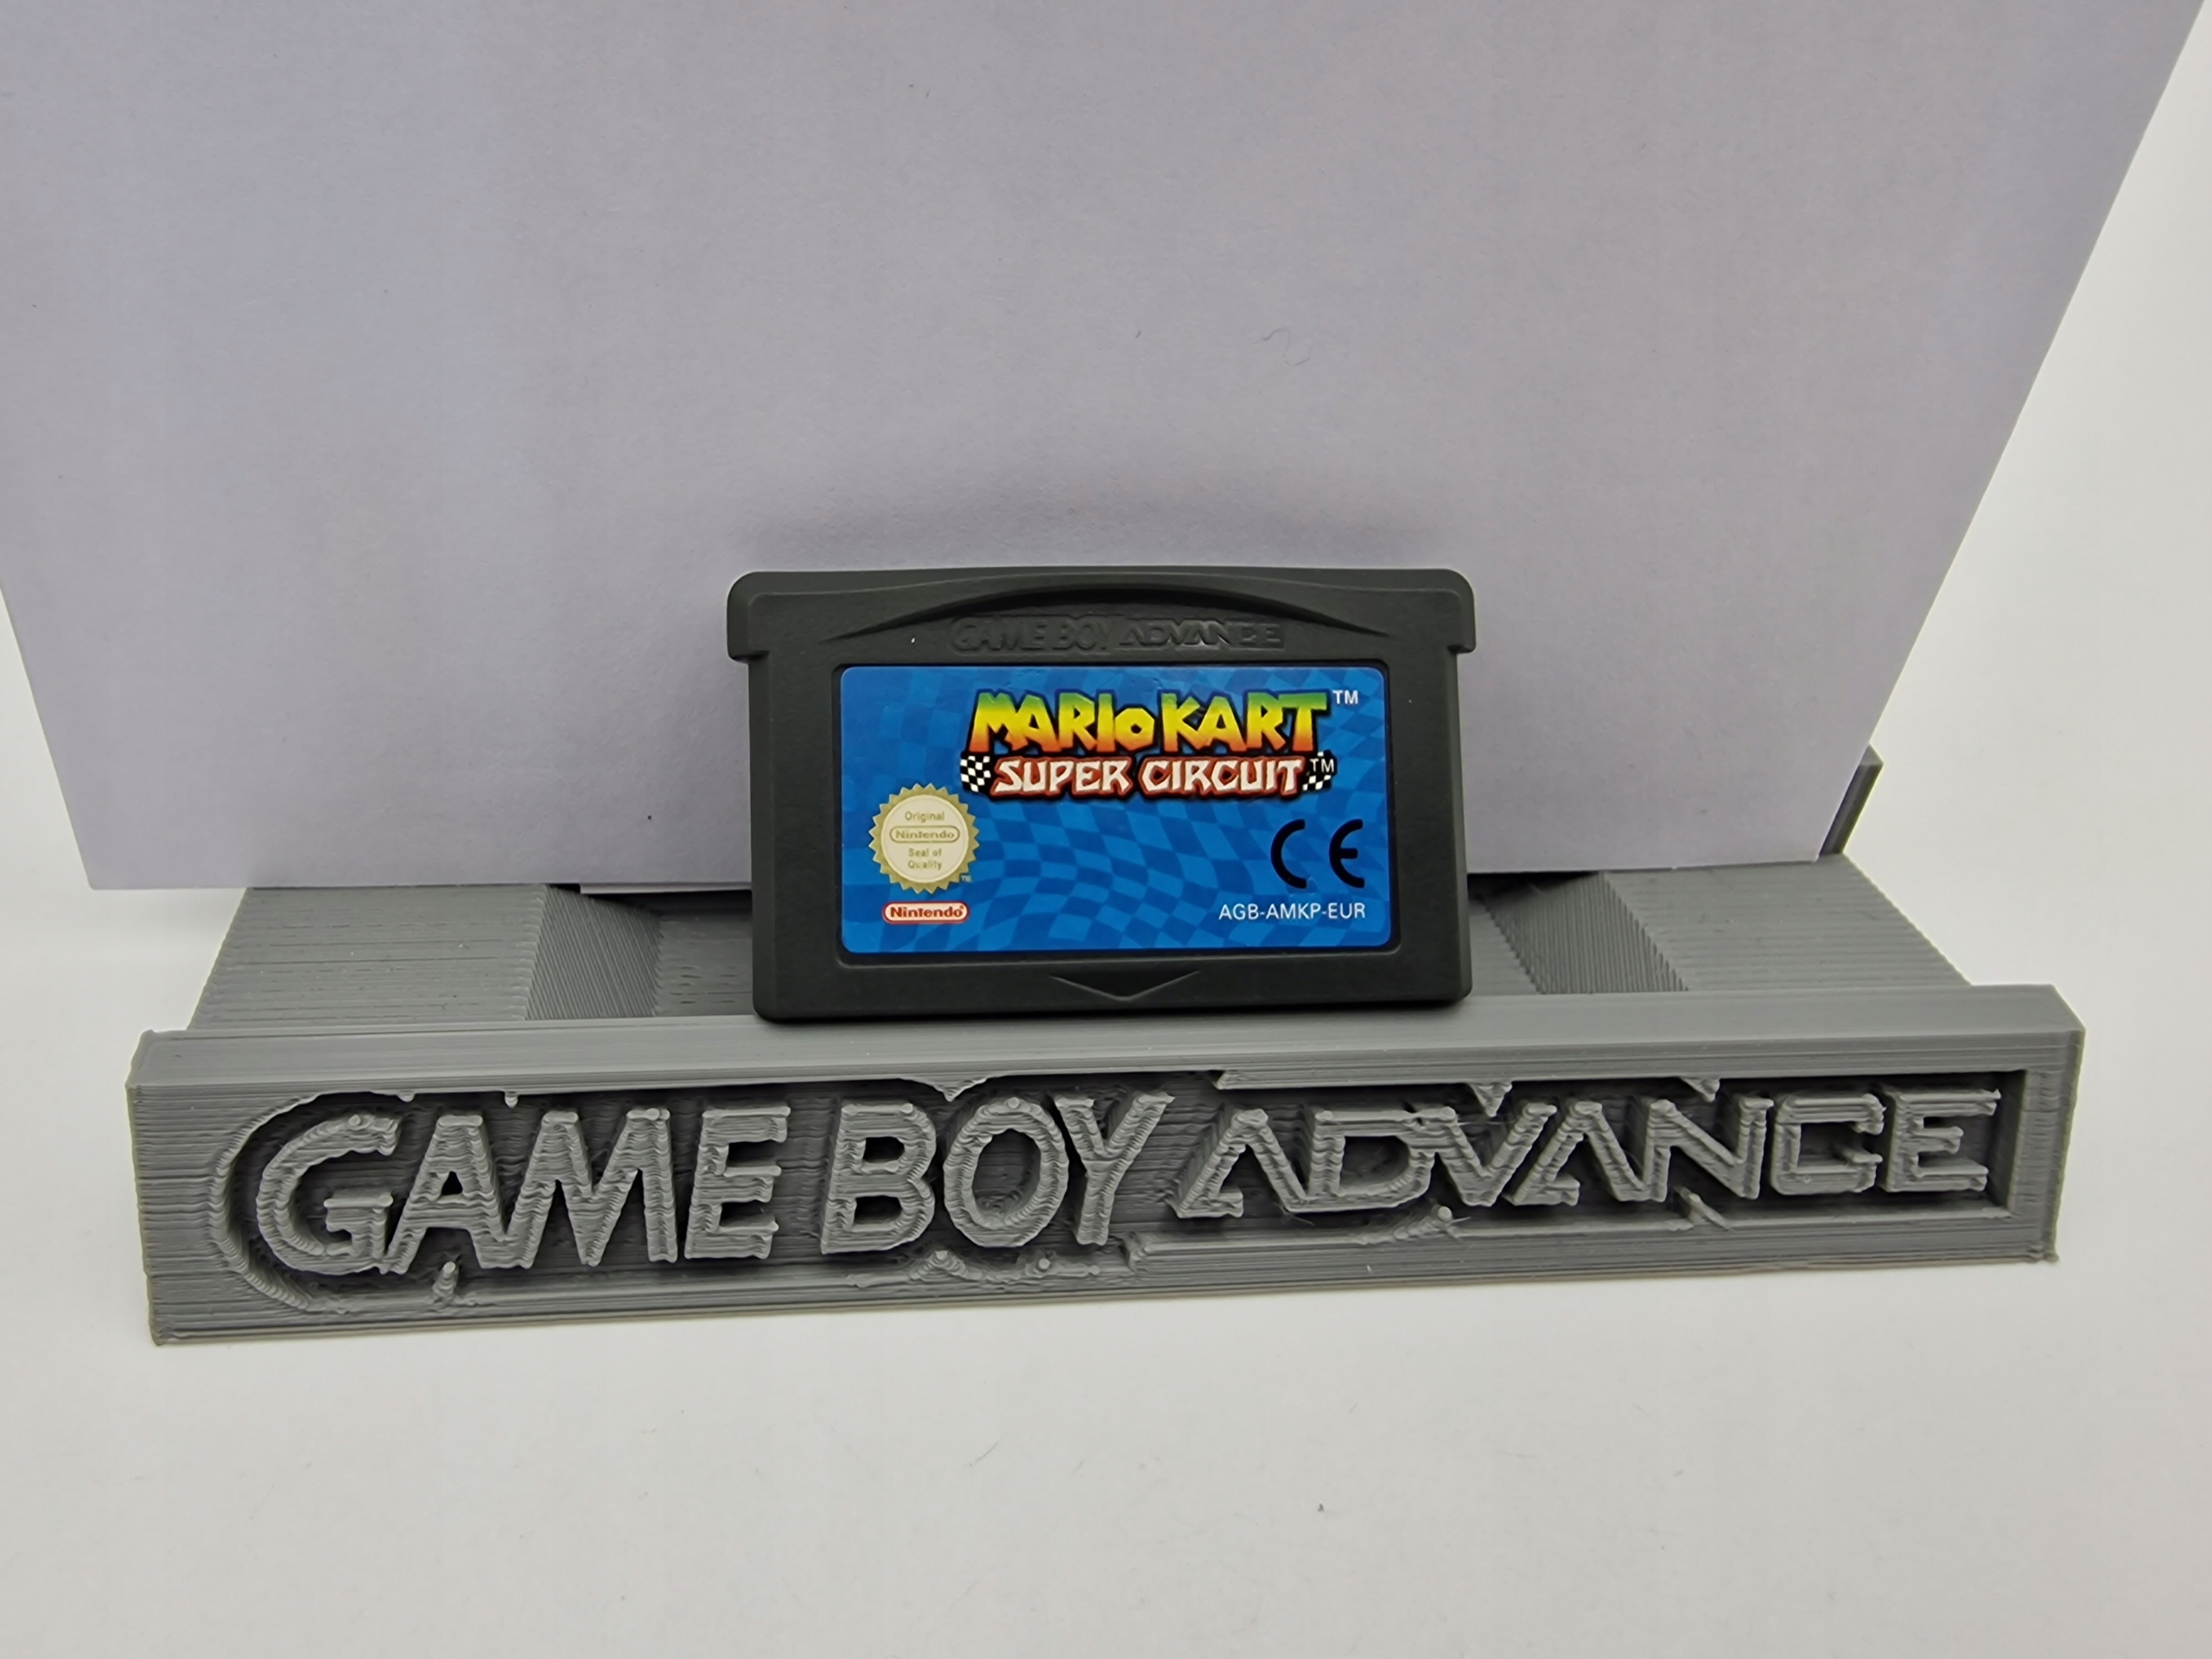 GAME BOY ADVANCE
MARIO KART™
SUPER CIRCUIT™
Original
Nintendo
Seal of
Quality
™
CE
Nintendo®
AGB-AMKP-EUR
GAME BOY ADVANCE